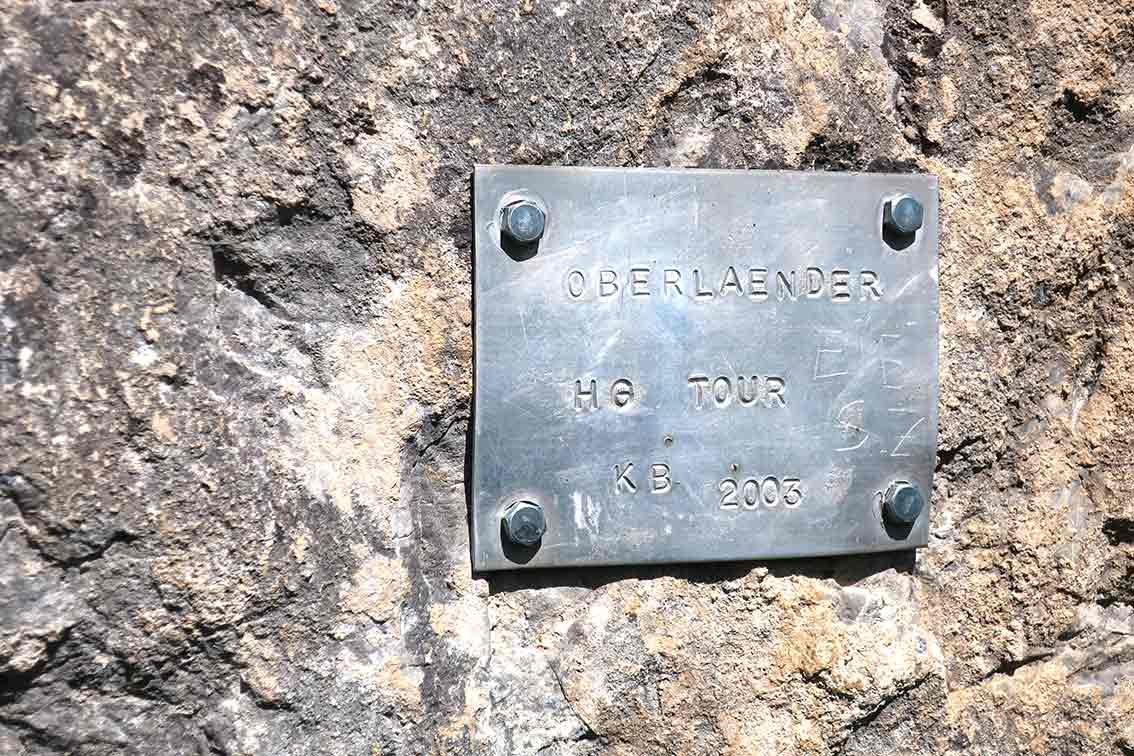 OBERLAENDER
HG TOUR
KB 2003
E E
S Z